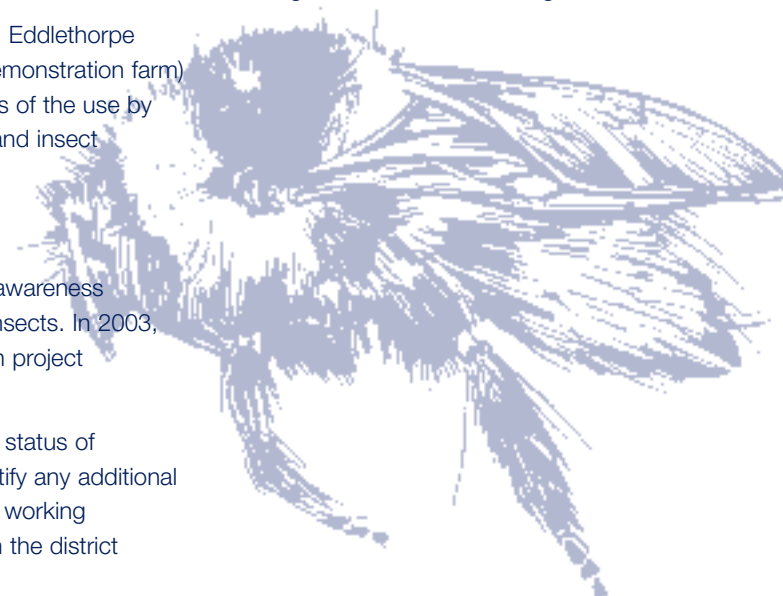 Eddlethorpe
emonstration farm)
s of the use by
and insect
awareness
nsects. In 2003,
n project
status of
tify any additional
working
n the district